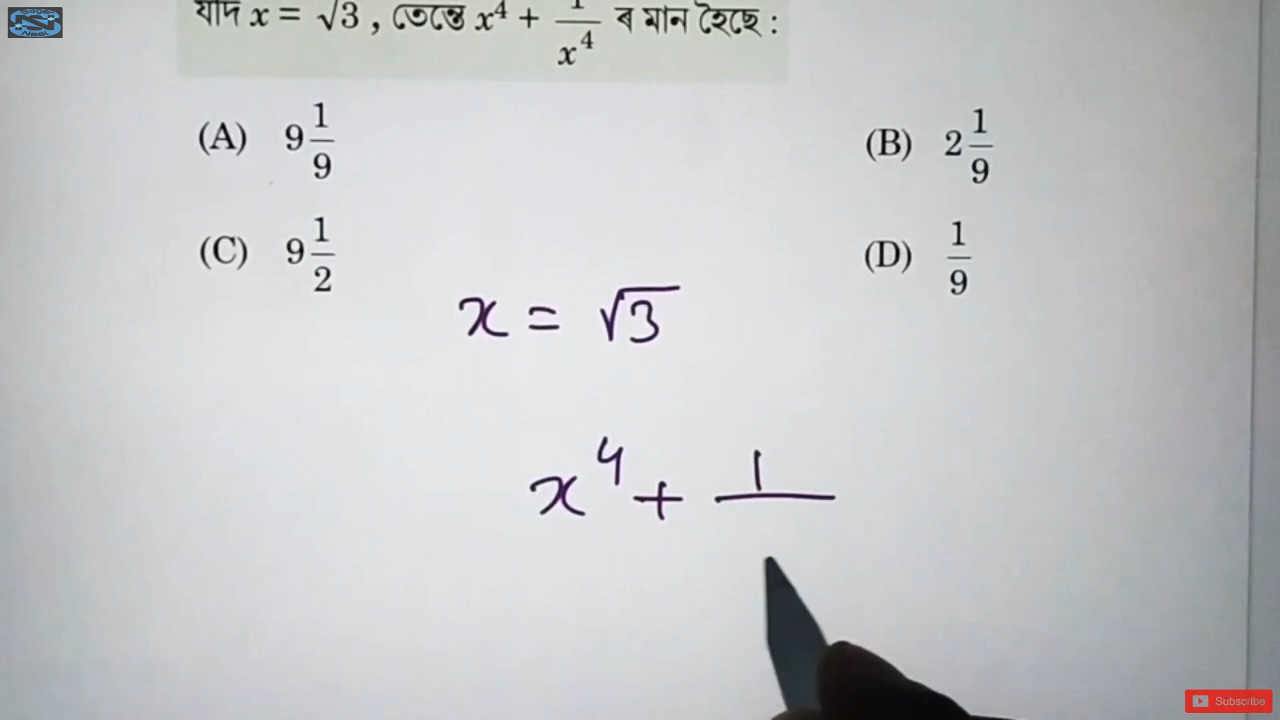 যদি x = √3 , তেন্তে x⁴ + 1/x⁴ ৰ মান হৈছে :
(A) 9 1/9
(B) 2 1/9
(C) 9 1/2
(D) 1/9
x = √3
x⁴ + 1
Subscribe